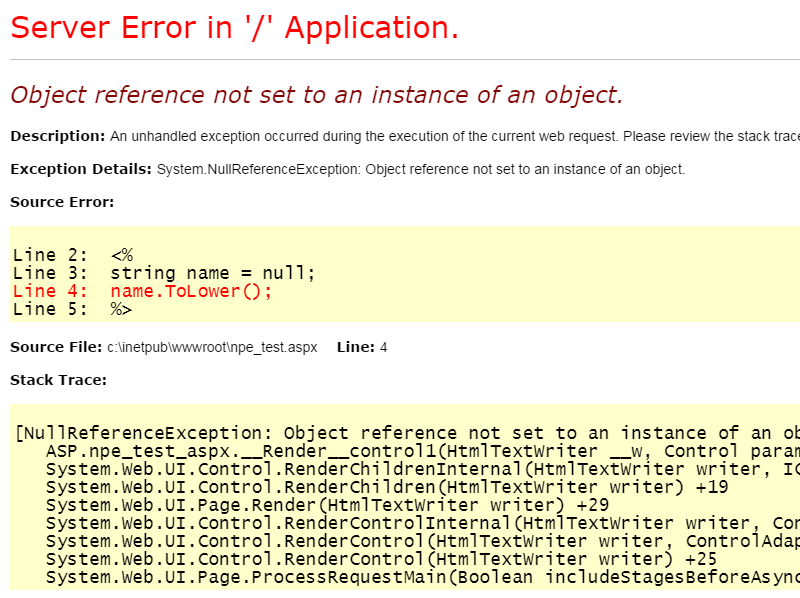 Server Error in '/' Application.
Object reference not set to an instance of an object.
Description: An unhandled exception occurred during the execution of the current web request. Please review the stack trace
Exception Details: System.NullReferenceException: Object reference not set to an instance of an object.
Source Error:
Line 2:  <%
Line 3:  string name = null;
Line 4:  name.ToLower();
Line 5:  %>
Source File: c:\inetpub\wwwroot\npe_test.aspx    Line: 4
Stack Trace:
[NullReferenceException: Object reference not set to an instance of an ob
   ASP.npe_test_aspx.__Render__control1(HtmlTextWriter __w, Control param
   System.Web.UI.Control.RenderChildrenInternal(HtmlTextWriter writer, IC
   System.Web.UI.Control.RenderChildren(HtmlTextWriter writer) +19
   System.Web.UI.Page.Render(HtmlTextWriter writer) +29
   System.Web.UI.Control.RenderControlInternal(HtmlTextWriter writer, Con
   System.Web.UI.Control.RenderControl(HtmlTextWriter writer, ControlAdap
   System.Web.UI.Control.RenderControl(HtmlTextWriter writer) +25
   System.Web.UI.Page.ProcessRequestMain(Boolean includeStagesBeforeAsync